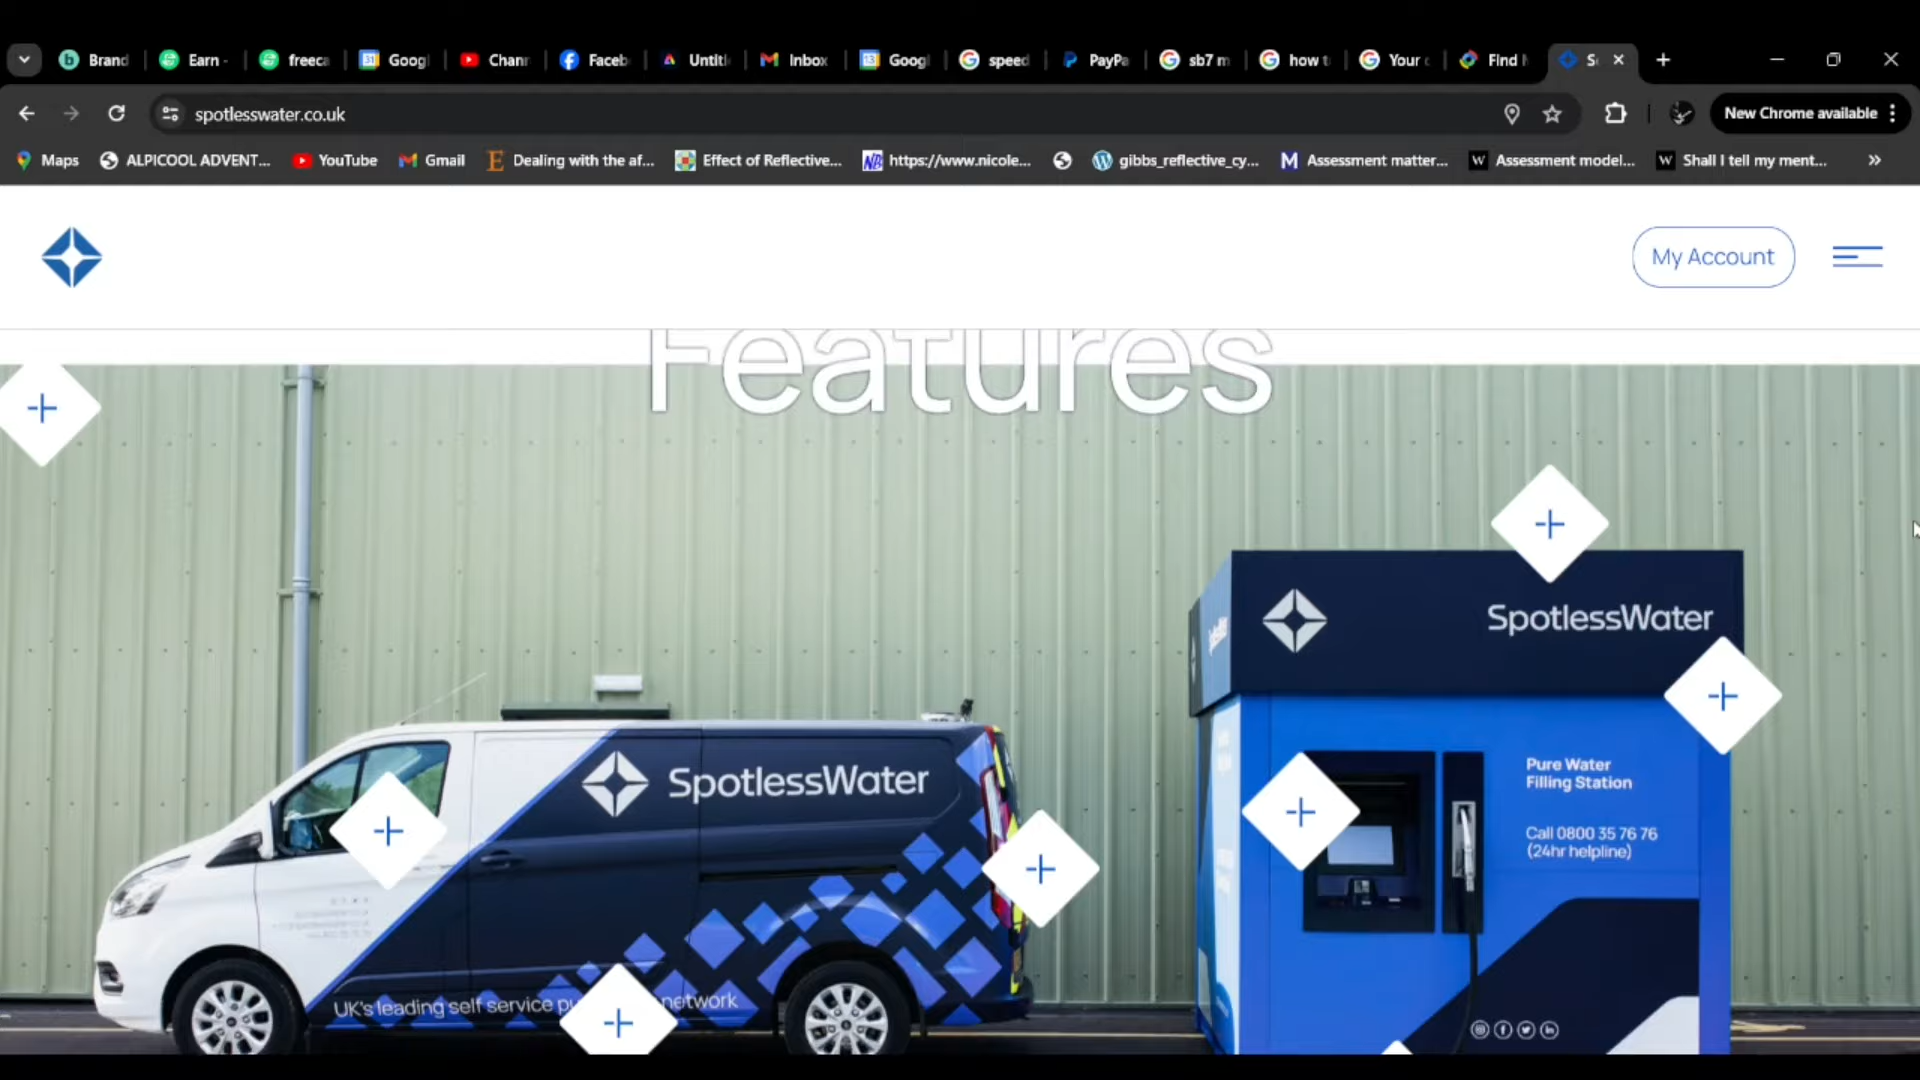 Brand
Earn -
freeca
Googl
Chann
Faceb
Untitl
Inbox
Googl
speed
PayPa
sb7 m
how t
Your c
Find N
S
spotlesswater.co.uk
New Chrome available
Maps
ALPICOOL ADVENT...
YouTube
Gmail
Dealing with the af...
Effect of Reflective...
https://www.nicole...
gibbs_reflective_cy...
Assessment matter...
Assessment model...
Shall I tell my ment...
My Account
Features
SpotlessWater
SpotlessWater
Pure Water
Filling Station
Call 0800 35 76 76
(24hr helpline)
UK's leading self service pu network